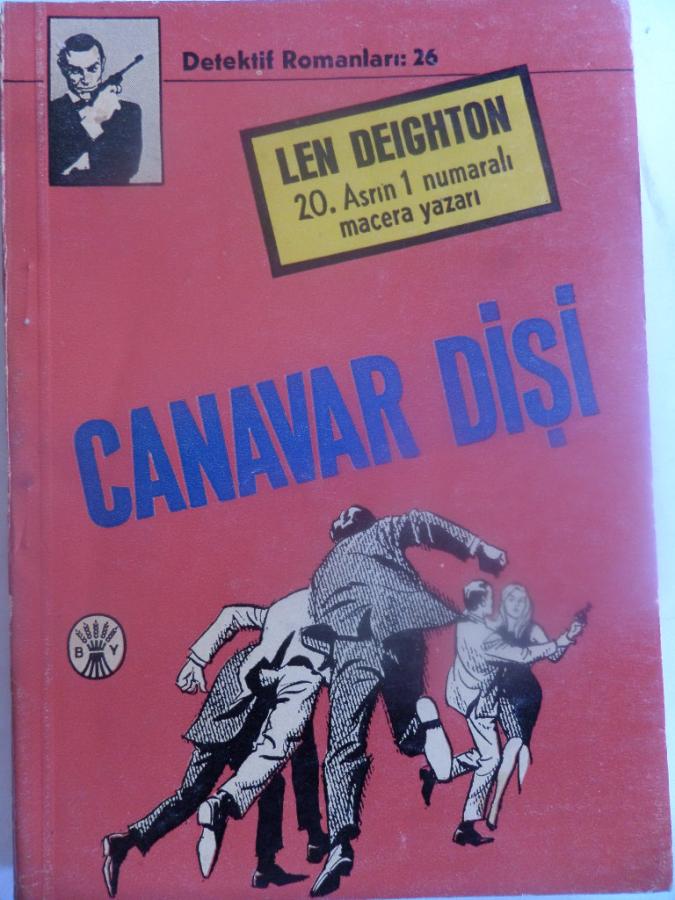 Detektif Romanları: 26
LEN DEIGHTON
20. Asrın 1 numaralı
macera yazarı
CANAVAR DİŞİ
B Y